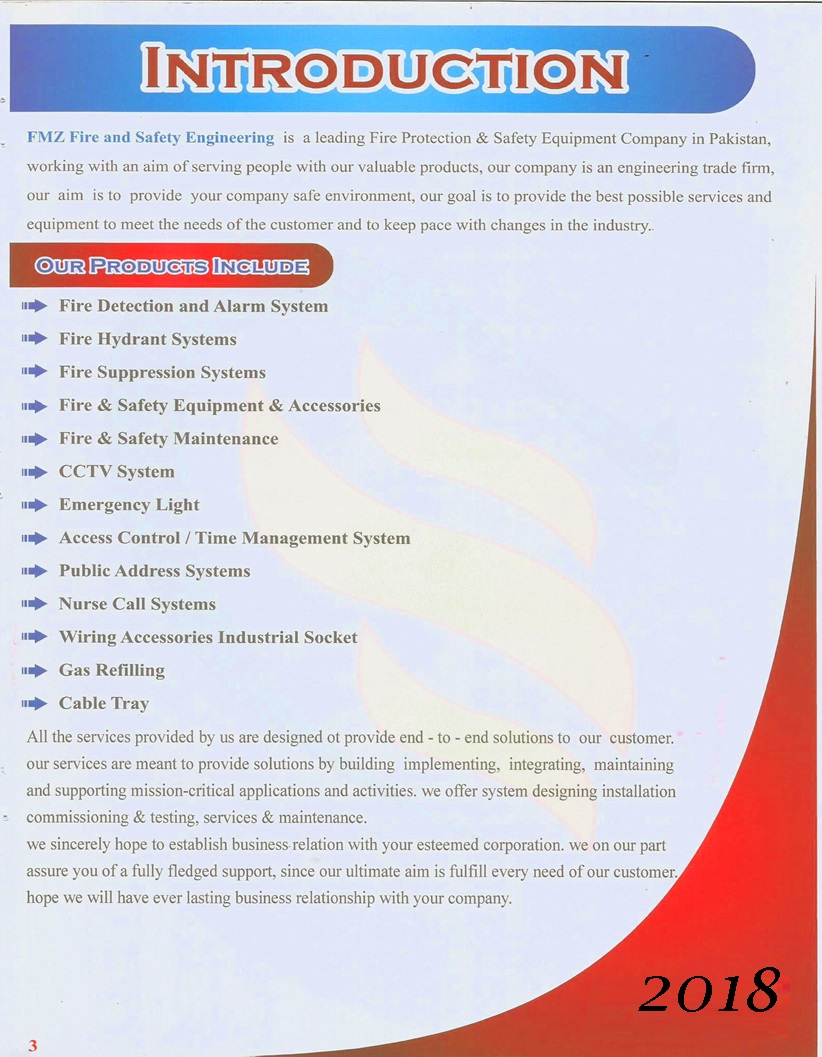 INTRODUCTION
FMZ Fire and Safety Engineering is a leading Fire Protection & Safety Equipment Company in Pakistan,
working with an aim of serving people with our valuable products, our company is an engineering trade firm,
our aim is to provide your company safe environment, our goal is to provide the best possible services and
equipment to meet the needs of the customer and to keep pace with changes in the industry..
OUR PRODUCTS INCLUDE
Fire Detection and Alarm System
Fire Hydrant Systems
Fire Suppression Systems
Fire & Safety Equipment & Accessories
Fire & Safety Maintenance
CCTV System
Emergency Light
Access Control / Time Management System
Public Address Systems
Nurse Call Systems
Wiring Accessories Industrial Socket
Gas Refilling
Cable Tray
All the services provided by us are designed ot provide end - to - end solutions to our customer.
our services are meant to provide solutions by building implementing, integrating, maintaining
and supporting mission-critical applications and activities. we offer system designing installation
commissioning & testing, services & maintenance.
we sincerely hope to establish business relation with your esteemed corporation. we on our part
assure you of a fully fledged support, since our ultimate aim is fulfill every need of our customer.
hope we will have ever lasting business relationship with your company.
2018
3